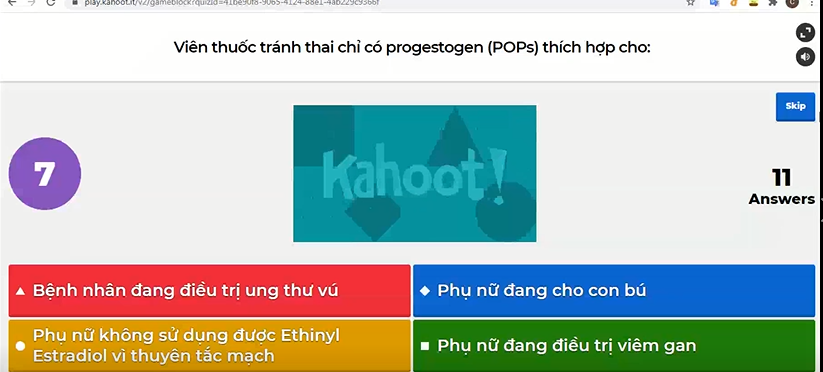 play.kahoot.it/v2/gameblock?quizId=41be90f8-9065-4124-88e1-4ab229c9366f
Viên thuốc tránh thai chỉ có progestogen (POPs) thích hợp cho:
Skip
7
Kahoot!
11
Answers
Bệnh nhân đang điều trị ung thư vú
Phụ nữ đang cho con bú
Phụ nữ không sử dụng được Ethinyl
Estradiol vì thuyên tắc mạch
Phụ nữ đang điều trị viêm gan